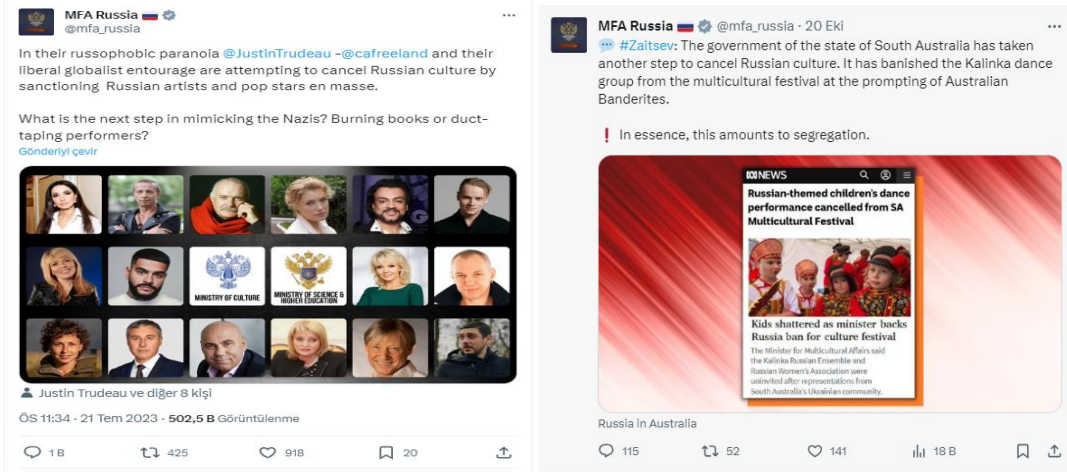 MFA Russia
@mfa_russia
In their russophobic paranoia @JustinTrudeau -@cafreeland and their
liberal globalist entourage are attempting to cancel Russian culture by
sanctioning Russian artists and pop stars en masse.
What is the next step in mimicking the Nazis? Burning books or duct-
taping performers?
Gönderiyi çevir
MINISTRY OF CULTURE
MINISTRY OF SCIENCE &
HIGHER EDUCATION
Justin Trudeau ve diğer 8 kişi
ÖS 11:34 · 21 Tem 2023 · 502,5 B Görüntülenme
1 B 425 918 20
MFA Russia @mfa_russia · 20 Eki
#Zaitsev: The government of the state of South Australia has taken
another step to cancel Russian culture. It has banished the Kalinka dance
group from the multicultural festival at the prompting of Australian
Banderites.
❗ In essence, this amounts to segregation.
NEWS
Russian-themed children's dance
performance cancelled from SA
Multicultural Festival
Kids shattered as minister backs
Russia ban for culture festival
The Minister for Multicultural Affairs said
the Kalinka Russian Ensemble and
Russian Women's Association were
uninvited after representations from
South Australia's Ukrainian community.
Russia in Australia
115 52 141 18 B